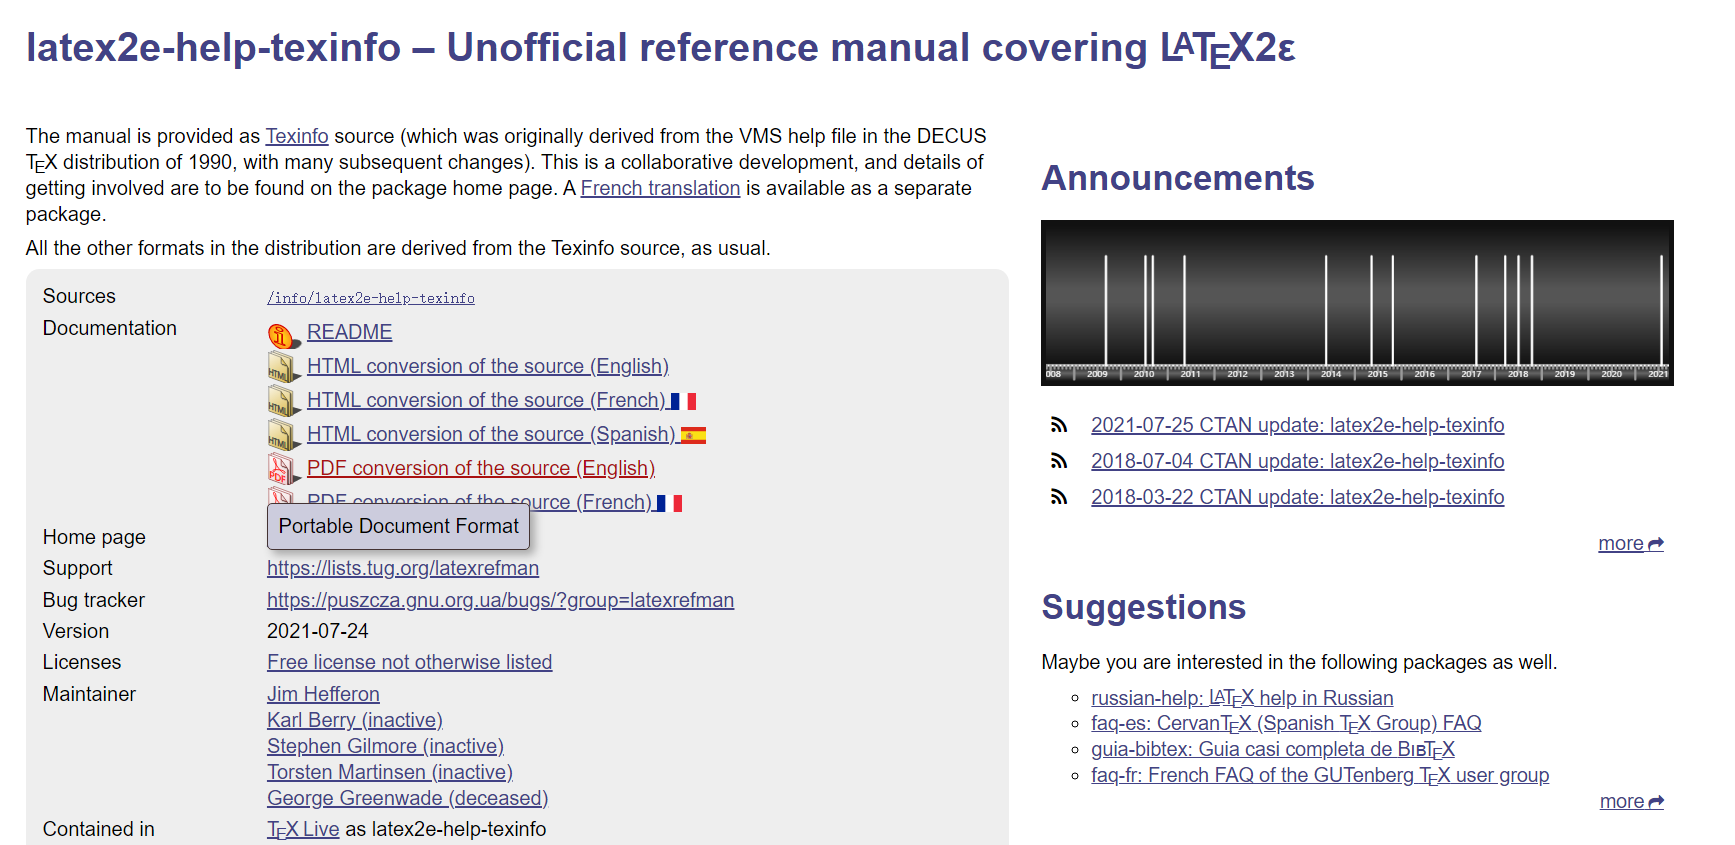 latex2e-help-texinfo – Unofficial reference manual covering LATEX2ε
The manual is provided as Texinfo source (which was originally derived from the VMS help file in the DECUS
TEX distribution of 1990, with many subsequent changes). This is a collaborative development, and details of
getting involved are to be found on the package home page. A French translation is available as a separate
package.
All the other formats in the distribution are derived from the Texinfo source, as usual.
Sources /info/latex2e-help-texinfo
Documentation README
HTML conversion of the source (English)
HTML conversion of the source (French)
HTML conversion of the source (Spanish)
PDF conversion of the source (English)
PDF conversion of the source (French)
Portable Document Format
Home page
Support https://lists.tug.org/latexrefman
Bug tracker https://puszcza.gnu.org.ua/bugs/?group=latexrefman
Version 2021-07-24
Licenses Free license not otherwise listed
Maintainer Jim Hefferon
Karl Berry (inactive)
Stephen Gilmore (inactive)
Torsten Martinsen (inactive)
George Greenwade (deceased)
Contained in TEX Live as latex2e-help-texinfo
Announcements
008 2009 2010 2011 2012 2013 2014 2015 2016 2017 2018 2019 2020 2021
2021-07-25 CTAN update: latex2e-help-texinfo
2018-07-04 CTAN update: latex2e-help-texinfo
2018-03-22 CTAN update: latex2e-help-texinfo
more
Suggestions
Maybe you are interested in the following packages as well.
russian-help: LATEX help in Russian
faq-es: CervanTEX (Spanish TEX Group) FAQ
guia-bibtex: Guia casi completa de BIBTEX
faq-fr: French FAQ of the GUTenberg TEX user group
more